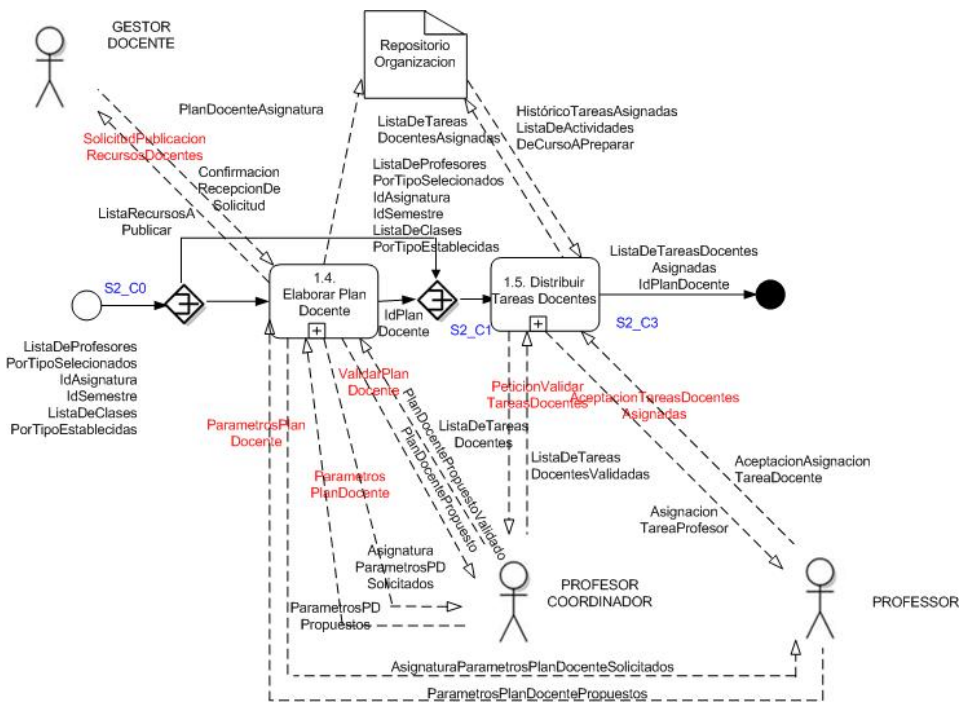 GESTOR
DOCENTE
Repositorio
Organizacion
PlanDocenteAsignatura
SolicitudPublicacion
RecursosDocentes
Confirmacion
RecepcionDe
Solicitud
ListaRecursosA
Publicar
ListaDeTareas
DocentesAsignadas
HistóricoTareasAsignadas
ListaDeActividades
DeCursoAPreparar
ListaDeProfesores
PorTipoSelecionados
IdAsignatura
IdSemestre
ListaDeClases
PorTipoEstablecidas
S2_C0
1.4.
Elaborar Plan
Docente
IdPlan
Docente
S2_C1
1.5. Distribuir
Tareas Docentes
ListaDeTareasDocentes
Asignadas
IdPlanDocente
S2_C3
ListaDeProfesores
PorTipoSelecionados
IdAsignatura
IdSemestre
ListaDeClases
PorTipoEstablecidas
ParametrosPlan
Docente
ValidarPlan
Docente
Parametros
PlanDocente
PlanDocentePropuestoValidado
PlanDocentePropuesto
PeticionValidar
TareasDocentes
ListaDeTareas
Docentes
ListaDeTareas
DocentesValidadas
AceptacionTareasDocentes
Asignadas
AceptacionAsignacion
TareaDocente
Asignacion
TareaProfesor
Asignatura
ParametrosPD
Solicitados
ParametrosPD
Propuestos
PROFESOR
COORDINADOR
PROFESSOR
AsignaturaParametrosPlanDocenteSolicitados
ParametrosPlanDocentePropuestos